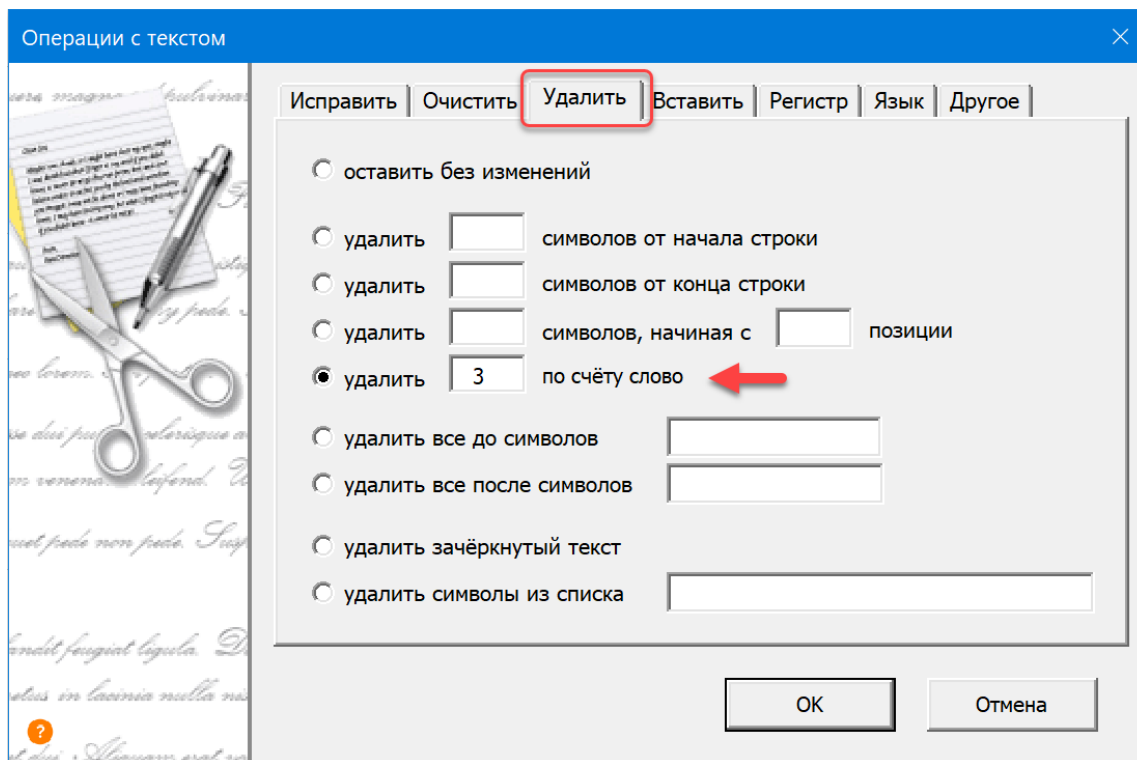 Операции с текстом
Исправить Очистить Удалить Вставить Регистр Язык Другое
оставить без изменений
удалить символов от начала строки
удалить символов от конца строки
удалить символов, начиная с позиции
удалить 3 по счёту слово
удалить все до символов
удалить все после символов
удалить зачёркнутый текст
удалить символы из списка
OK Отмена
?